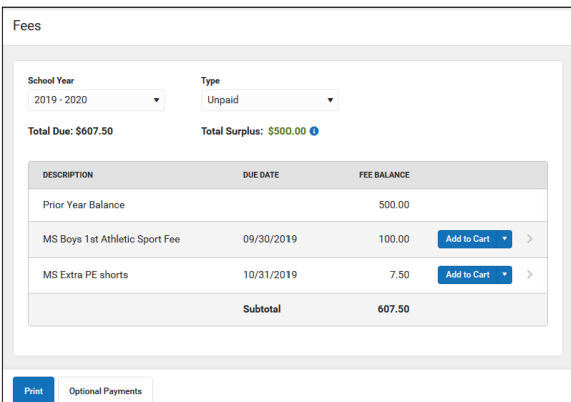 Fees
School Year Type
2019 - 2020 Unpaid
Total Due: $607.50 Total Surplus: $500.00
DESCRIPTION DUE DATE FEE BALANCE
Prior Year Balance 500.00
MS Boys 1st Athletic Sport Fee 09/30/2019 100.00 Add to Cart
MS Extra PE shorts 10/31/2019 7.50 Add to Cart
Subtotal 607.50
Print Optional Payments